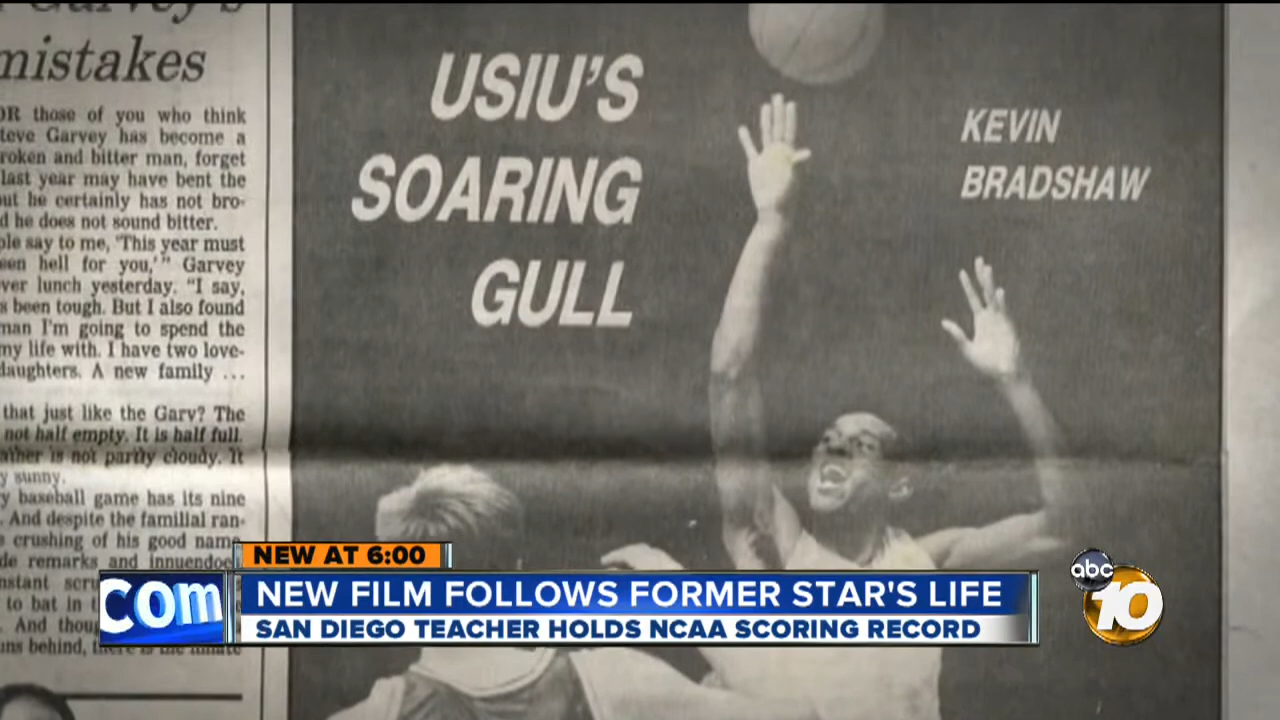 mistakes
those of you who think
Garvey has become a
and bitter man, forget
last year may have bent the
but he certainly has not bro-
he does not sound bitter.
say to me, 'This year must
hell for you,'" Garvey
over lunch yesterday. "I say,
been tough. But I also found
I'm going to spend the
my life with. I have two love-
daughters. A new family ...
that just like the Garv? The
not half empty. It is half full.
is not partly cloudy. It
sunny.
baseball game has its nine
And despite the familial ran-
crushing of his good name
remarks and
to bat in
And
behind,
USIU'S
SOARING
GULL
KEVIN
BRADSHAW
NEW AT 6:00
com
NEW FILM FOLLOWS FORMER STAR'S LIFE
SAN DIEGO TEACHER HOLDS NCAA SCORING RECORD
abc
10